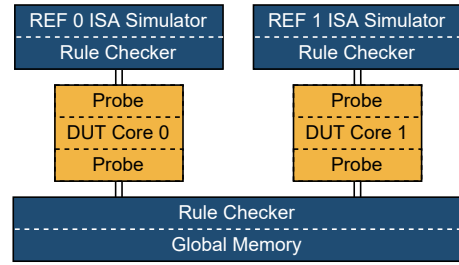 REF 0 ISA Simulator
Rule Checker
Probe
DUT Core 0
Probe
REF 1 ISA Simulator
Rule Checker
Probe
DUT Core 1
Probe
Rule Checker
Global Memory